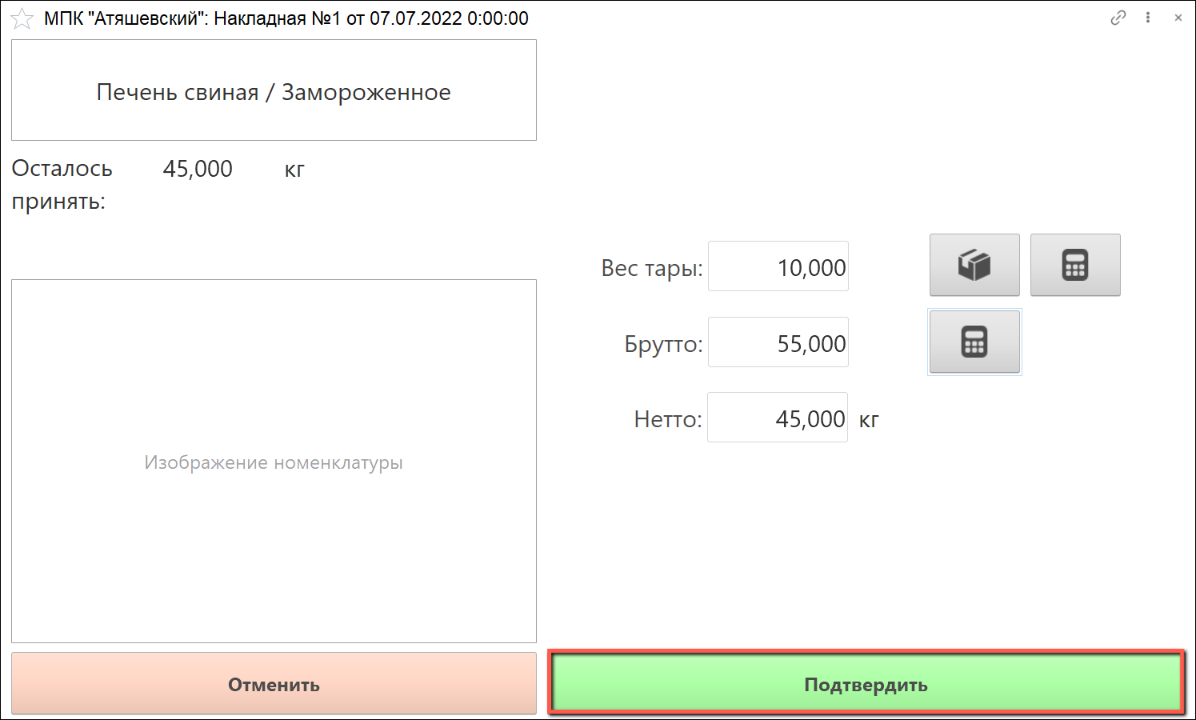 МПК "Атяшевский": Накладная №1 от 07.07.2022 0:00:00
Печень свиная / Замороженное
Осталось принять: 45,000 кг
Вес тары: 10,000
Брутто: 55,000
Нетто: 45,000 кг
Изображение номенклатуры
Отменить
Подтвердить